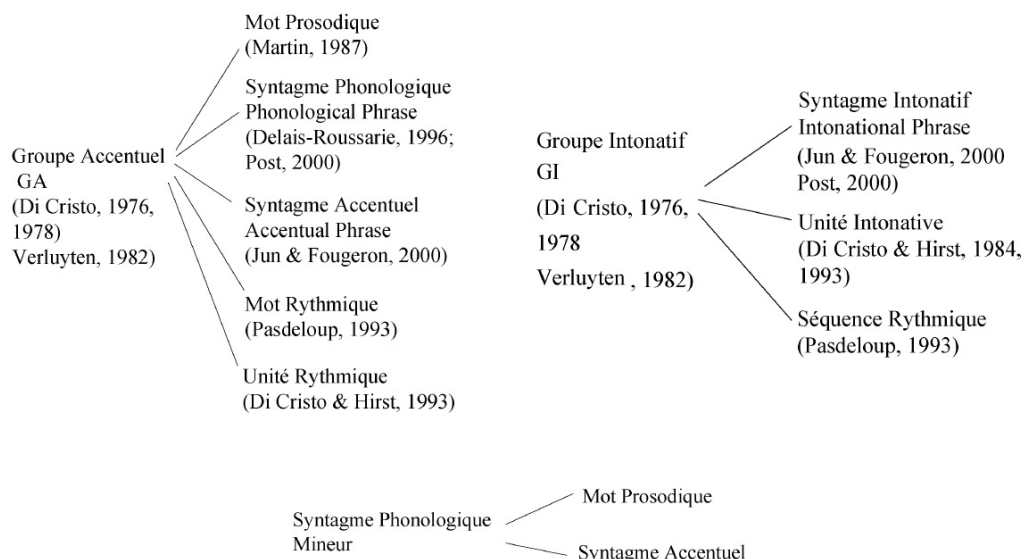 Groupe Accentuel
GA
(Di Cristo, 1976,
1978)
Verluyten, 1982)
Mot Prosodique
(Martin, 1987)
Syntagme Phonologique
Phonological Phrase
(Delais-Roussarie, 1996;
Post, 2000)
Syntagme Accentuel
Accentual Phrase
(Jun & Fougeron, 2000)
Mot Rythmique
(Pasdeloup, 1993)
Unité Rythmique
(Di Cristo & Hirst, 1993)
Groupe Intonatif
GI
(Di Cristo, 1976,
1978
Verluyten , 1982)
Syntagme Intonatif
Intonational Phrase
(Jun & Fougeron, 2000
Post, 2000)
Unité Intonative
(Di Cristo & Hirst, 1984,
1993)
Séquence Rythmique
(Pasdeloup, 1993)
Syntagme Phonologique
Mineur
Mot Prosodique
Syntagme Accentuel